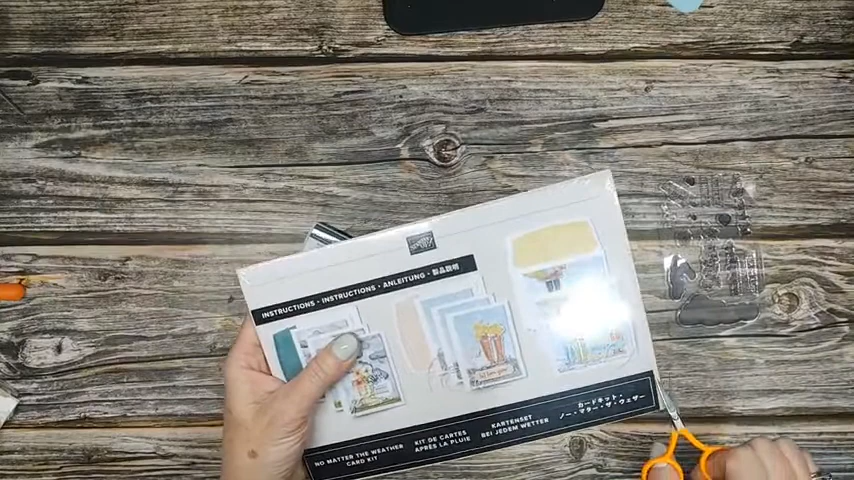 INSTRUCTIONS • INSTRUCTIONS • ANLEITUNG • 製品説明
NO MATTER THE WEATHER
CARD KIT
KIT DE CARTES
APRÈS LA PLUIE
KARTENSET
BEI JEDEM WETTER
カードキット・
ノー・マター・ザ・ウェザー